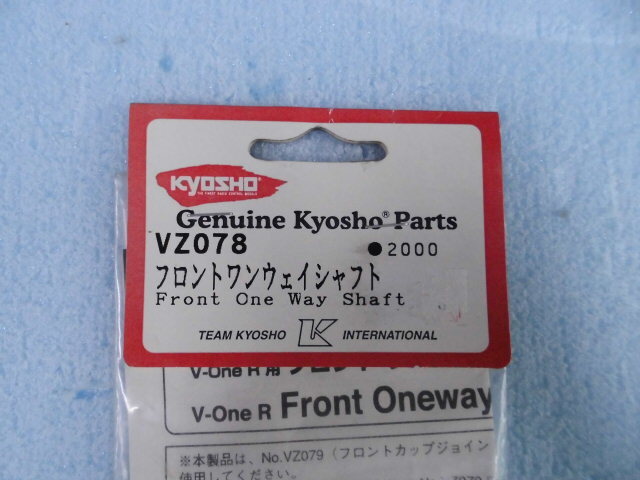 KYOSHO
THE FINEST RADIO CONTROL MODELS
Genuine Kyosho® Parts
VZ078
●2000
フロントワンウェイシャフト
Front One Way Shaft
TEAM KYOSHO K INTERNATIONAL
V-One R 用
V-One R Front Oneway
※本製品は、No.VZ079（フロントカップジョイン
使用してください。